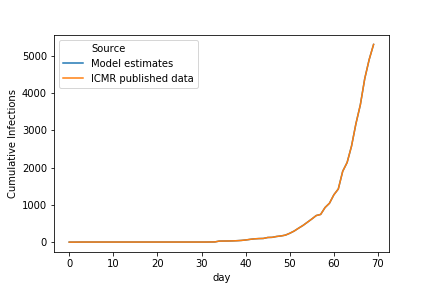 Source
Model estimates
ICMR published data
5000
4000
3000
2000
1000
0
Cumulative Infections
0 10 20 30 40 50 60 70
day